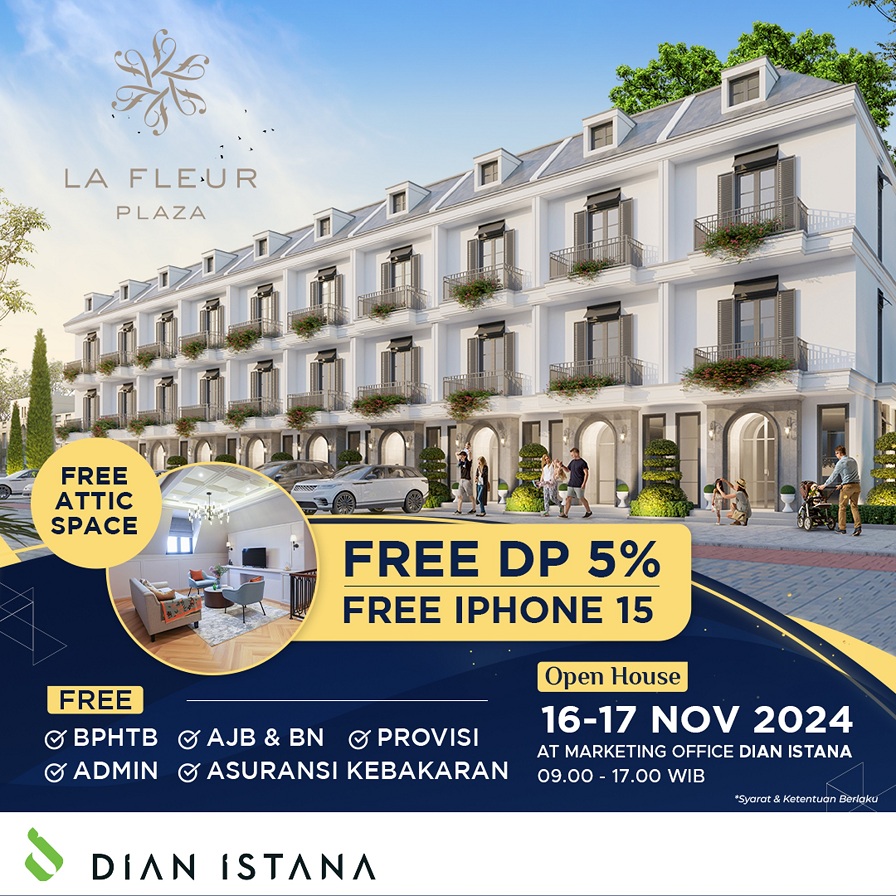 LA FLEUR
PLAZA
FREE
ATTIC
SPACE
FREE DP 5%
FREE IPHONE 15
FREE
BPHTB
AJB & BN
PROVISI
ADMIN
ASURANSI KEBAKARAN
Open House
16-17 NOV 2024
AT MARKETING OFFICE DIAN ISTANA
09.00 - 17.00 WIB
*Syarat & Ketentuan Berlaku
DIAN ISTANA